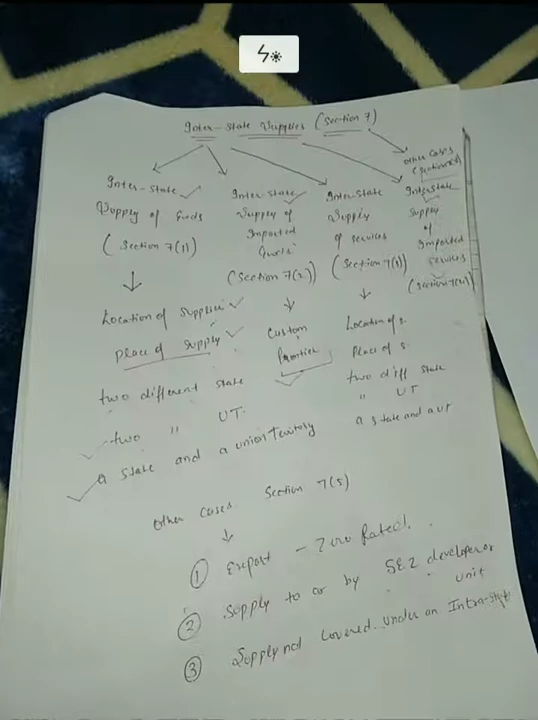 Inter-State Supplies (Section 7)
Other Cases
(Section 7(5))
Inter-State
Supply of Goods
(Section 7(1))
Location of Supplier
Place of Supply
two different state
two " UT
a state and a union Territory
Inter-State
Supply of
Imported
Goods
(Section 7(2))
Custom
Frontier
Inter-State
Supply
of services
(Section 7(3))
Location of s.
Place of s.
two diff state
" UT
a state and a UT
Interstate
Supply
of
Imported
services
(Section 7(4))
Other Cases Section 7(5)
① Export - Zero Rated.
② Supply to or by SEZ developer or
unit
③ Supply not Covered under an Intra-State